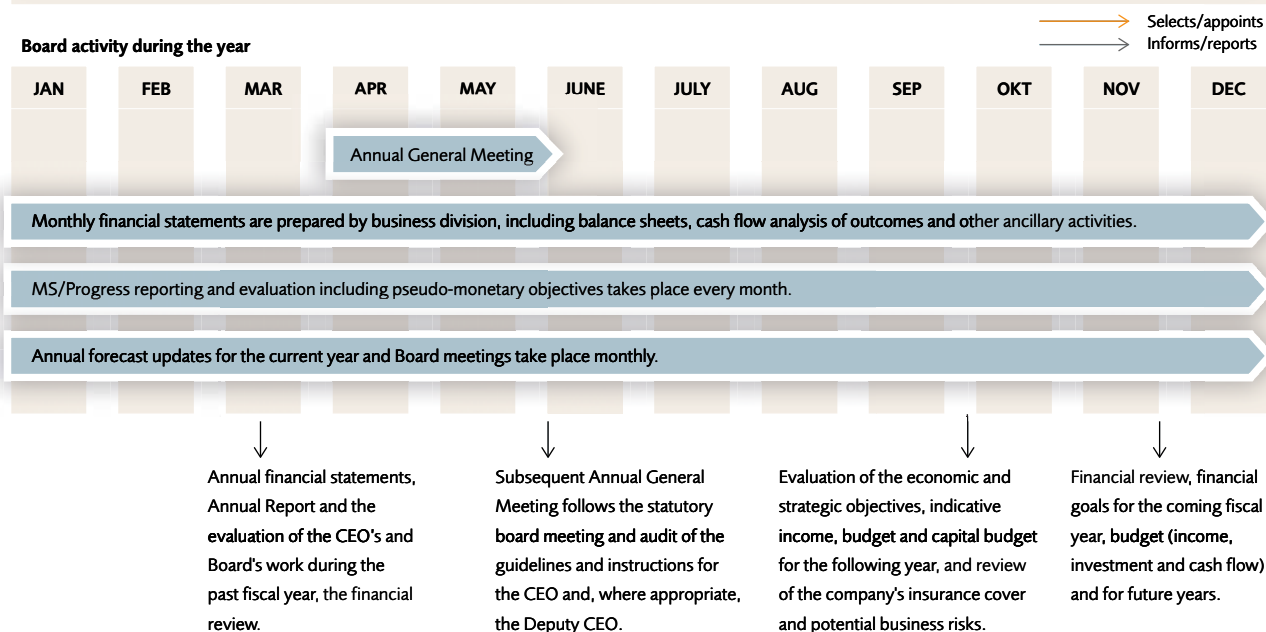 Selects/appoints
Informs/reports
Board activity during the year
JAN FEB MAR APR MAY JUNE JULY AUG SEP OKT NOV DEC
Annual General Meeting
Monthly financial statements are prepared by business division, including balance sheets, cash flow analysis of outcomes and other ancillary activities.
MS/Progress reporting and evaluation including pseudo-monetary objectives takes place every month.
Annual forecast updates for the current year and Board meetings take place monthly.
Annual financial statements,
Annual Report and the
evaluation of the CEO's and
Board's work during the
past fiscal year, the financial
review.
Subsequent Annual General
Meeting follows the statutory
board meeting and audit of the
guidelines and instructions for
the CEO and, where appropriate,
the Deputy CEO.
Evaluation of the economic and
strategic objectives, indicative
income, budget and capital budget
for the following year, and review
of the company's insurance cover
and potential business risks.
Financial review, financial
goals for the coming fiscal
year, budget (income,
investment and cash flow)
and for future years.